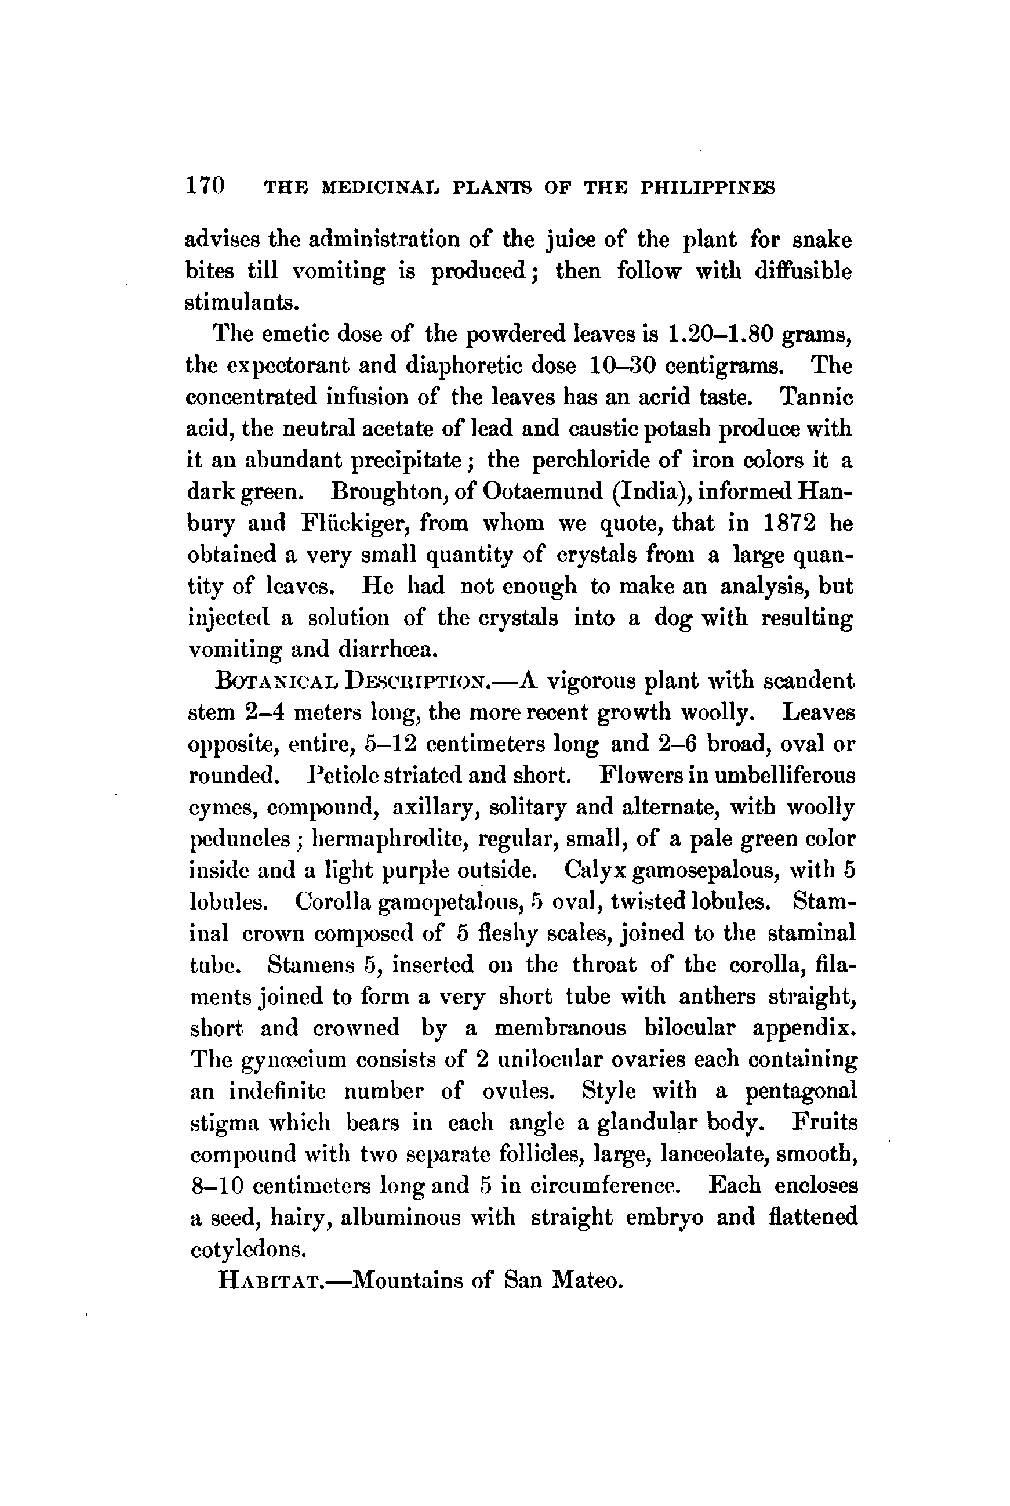 170 THE MEDICINAL PLANTS OF THE PHILIPPINES
advises the administration of the juice of the plant for snake
bites till vomiting is produced; then follow with diffusible
stimulants.
The emetic dose of the powdered leaves is 1.20–1.80 grams,
the expectorant and diaphoretic dose 10–30 centigrams. The
concentrated infusion of the leaves has an acrid taste. Tannic
acid, the neutral acetate of lead and caustic potash produce with
it an abundant precipitate; the perchloride of iron colors it a
dark green. Broughton, of Ootaemund (India), informed Han-
bury and Flückiger, from whom we quote, that in 1872 he
obtained a very small quantity of crystals from a large quan-
tity of leaves. He had not enough to make an analysis, but
injected a solution of the crystals into a dog with resulting
vomiting and diarrhœa.
BOTANICAL DESCRIPTION.—A vigorous plant with scandent
stem 2–4 meters long, the more recent growth woolly. Leaves
opposite, entire, 5–12 centimeters long and 2–6 broad, oval or
rounded. Petiole striated and short. Flowers in umbelliferous
cymes, compound, axillary, solitary and alternate, with woolly
peduncles; hermaphrodite, regular, small, of a pale green color
inside and a light purple outside. Calyx gamosepalous, with 5
lobules. Corolla gamopetalous, 5 oval, twisted lobules. Stam-
inal crown composed of 5 fleshy scales, joined to the staminal
tube. Stamens 5, inserted on the throat of the corolla, fila-
ments joined to form a very short tube with anthers straight,
short and crowned by a membranous bilocular appendix.
The gynœcium consists of 2 unilocular ovaries each containing
an indefinite number of ovules. Style with a pentagonal
stigma which bears in each angle a glandular body. Fruits
compound with two separate follicles, large, lanceolate, smooth,
8–10 centimeters long and 5 in circumference. Each encloses
a seed, hairy, albuminous with straight embryo and flattened
cotyledons.
HABITAT.—Mountains of San Mateo.